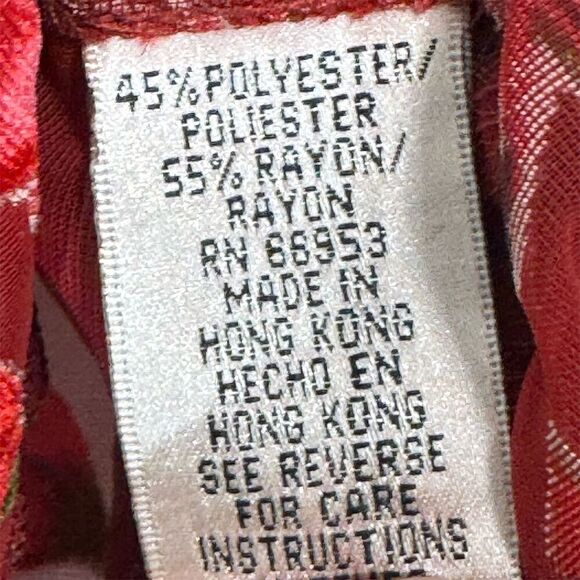 45% POLYESTER/
POLIESTER
55% RAYON/
RAYON
RN 66953
MADE IN
HONG KONG
HECHO EN
HONG KONG
SEE REVERSE
FOR CARE
INSTRUCTIONS